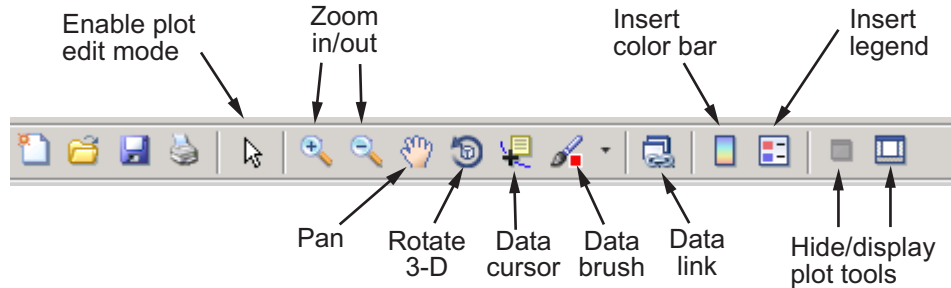 Enable plot
edit mode
Zoom
in/out
Insert
color bar
Insert
legend
Pan
Rotate
3-D
Data
cursor
Data
brush
Data
link
Hide/display
plot tools